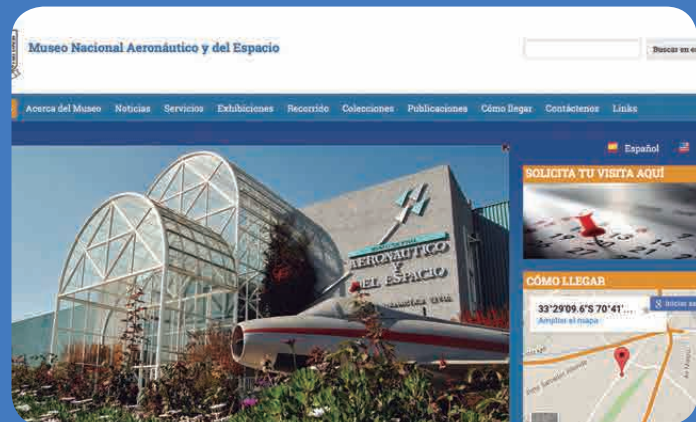 Museo Nacional Aeronáutico y del Espacio
Buscar en
Acerca del Museo Noticias Servicios Exhibiciones Recorrido Colecciones Publicaciones Cómo llegar Contáctenos Links
Español
SOLICITA TU VISITA AQUÍ
AERONAUTICO
Y
DEL ESPACIO
CÓMO LLEGAR
33°29'09.6"S 70°41'...
Ampliar el mapa
Iniciar